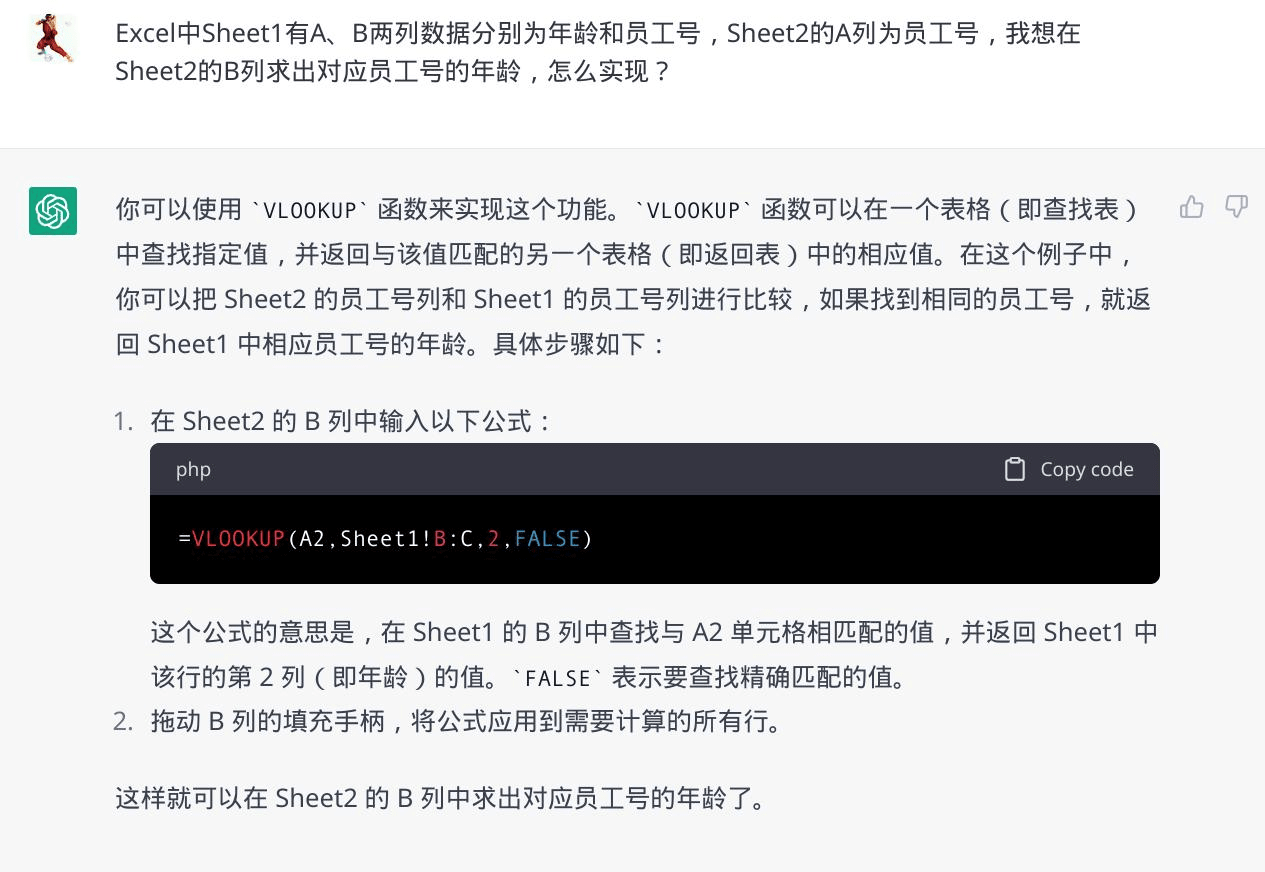 Excel中Sheet1有A、B两列数据分别为年龄和员工号，Sheet2的A列为员工号，我想在
Sheet2的B列求出对应员工号的年龄，怎么实现？
你可以使用 `VLOOKUP` 函数来实现这个功能。`VLOOKUP` 函数可以在一个表格（即查找表）
中查找指定值，并返回与该值匹配的另一个表格（即返回表）中的相应值。在这个例子中，
你可以把 Sheet2 的员工号列和 Sheet1 的员工号列进行比较，如果找到相同的员工号，就返
回 Sheet1 中相应员工号的年龄。具体步骤如下：
1. 在 Sheet2 的 B 列中输入以下公式：
php Copy code
=VLOOKUP(A2,Sheet1!B:C,2,FALSE)
这个公式的意思是，在 Sheet1 的 B 列中查找与 A2 单元格相匹配的值，并返回 Sheet1 中
该行的第 2 列（即年龄）的值。`FALSE` 表示要查找精确匹配的值。
2. 拖动 B 列的填充手柄，将公式应用到需要计算的所有行。
这样就可以在 Sheet2 的 B 列中求出对应员工号的年龄了。